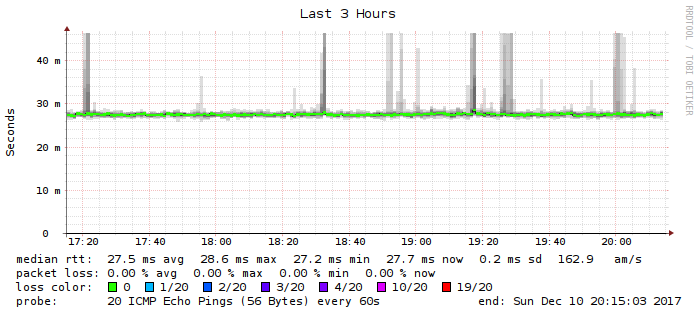 Last 3 Hours
RRDTOOL / TOBI OETIKER
Seconds
40 m
30 m
20 m
10 m
0
17:20 17:40 18:00 18:20 18:40 19:00 19:20 19:40 20:00
median rtt: 27.5 ms avg 28.6 ms max 27.2 ms min 27.7 ms now 0.2 ms sd 162.9 am/s
packet loss: 0.00 % avg 0.00 % max 0.00 % min 0.00 % now
loss color: 0 1/20 2/20 3/20 4/20 10/20 19/20
probe: 20 ICMP Echo Pings (56 Bytes) every 60s end: Sun Dec 10 20:15:03 2017